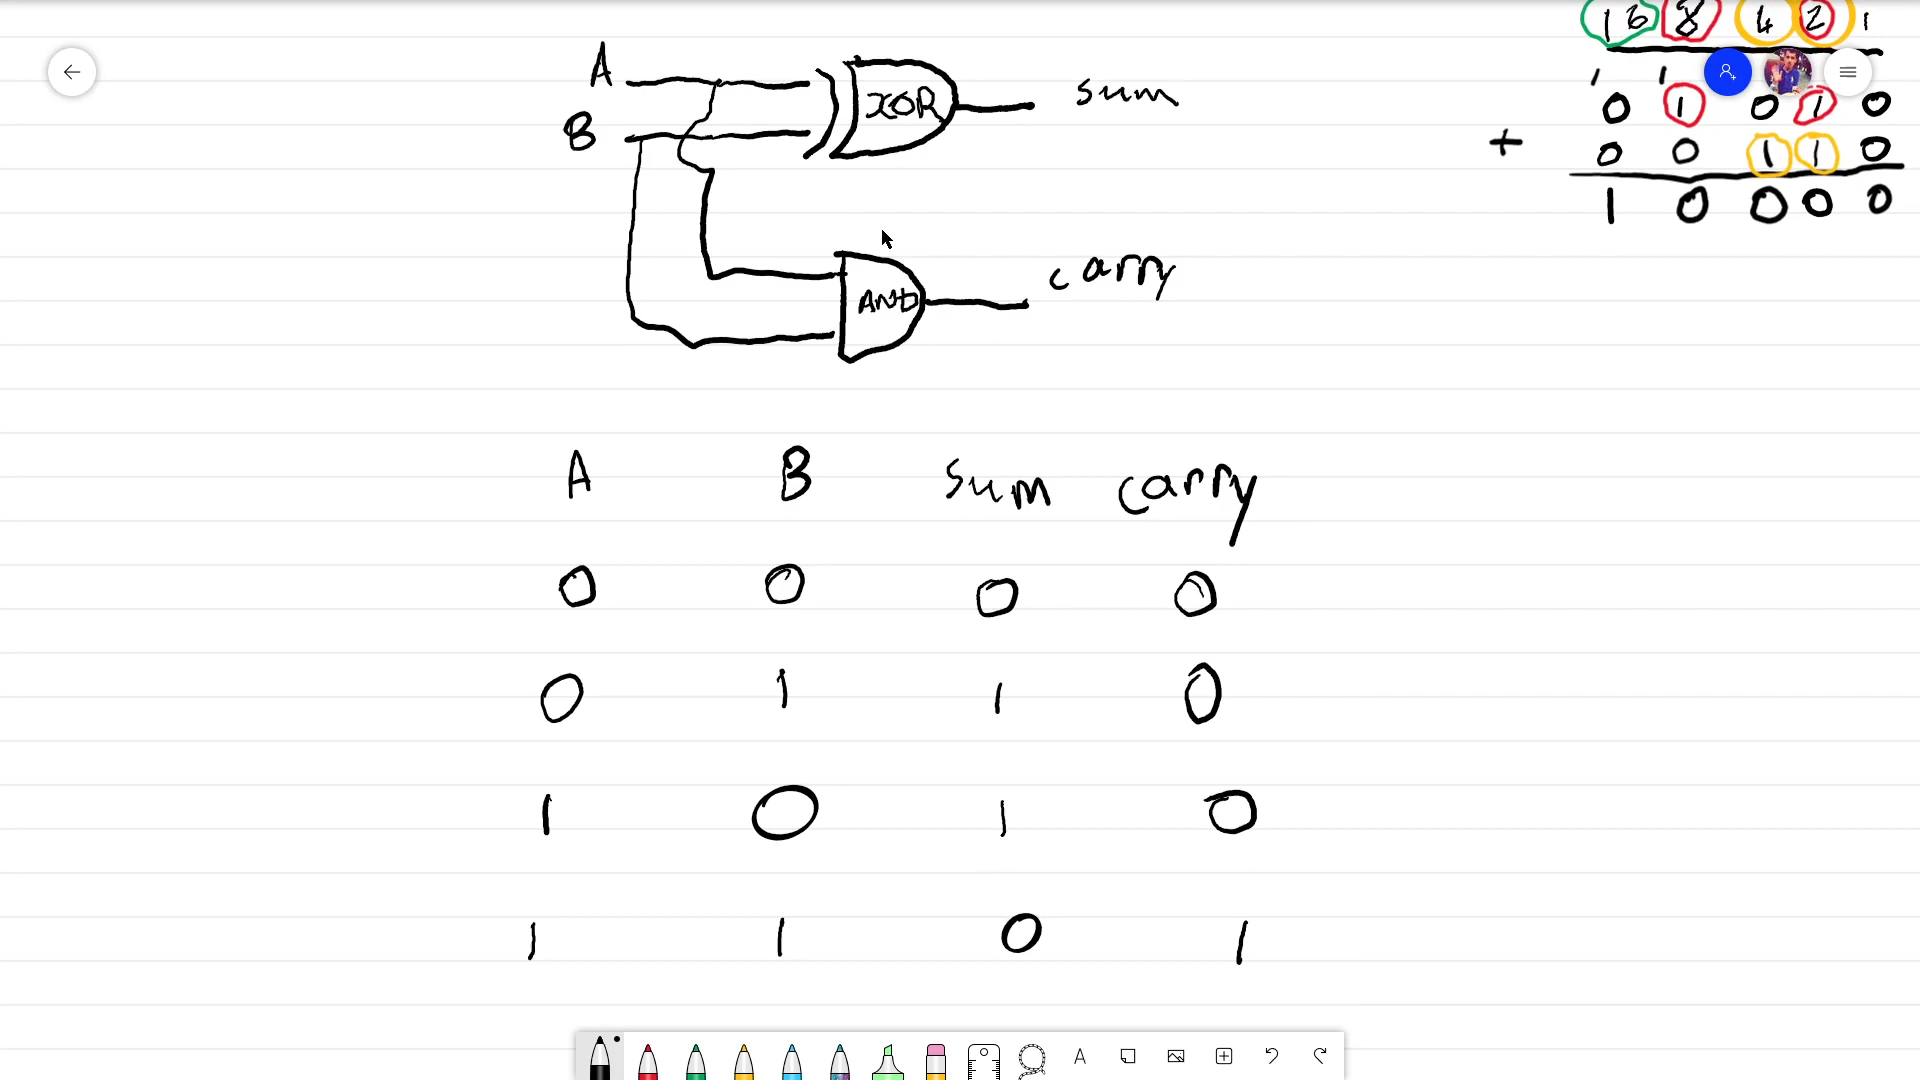 A
XOR
sum
B
AND
carry
16 8 4 2 1
1 1
0 1 0 1 0
+ 0 0 1 1 0
1 0 0 0 0
A B sum carry
0 0 0 0
0 1 1 0
1 0 1 0
1 1 0 1
A